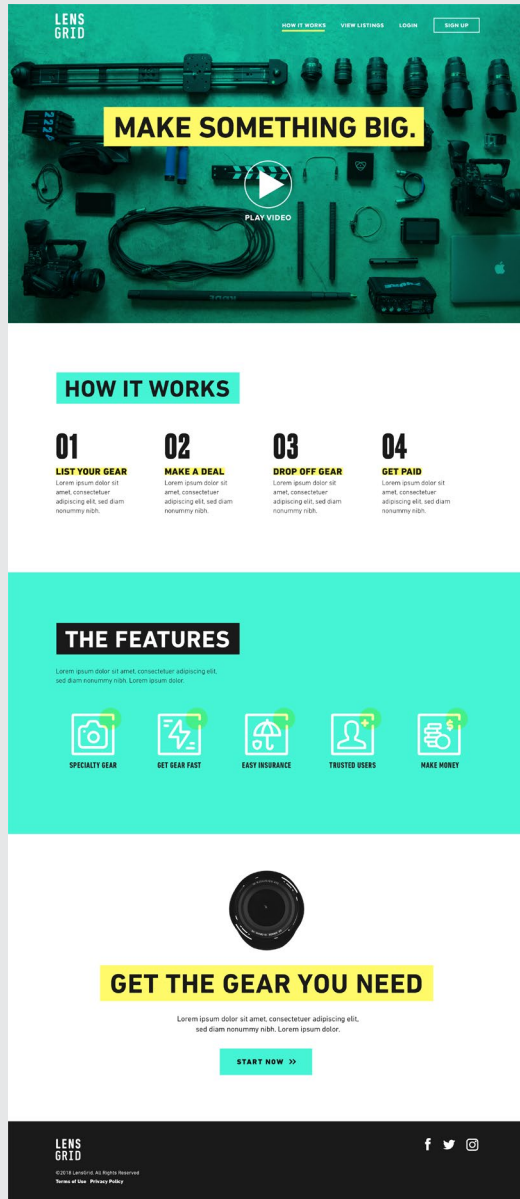 LENS
GRID
HOW IT WORKS VIEW LISTINGS LOGIN SIGN UP
MAKE SOMETHING BIG.
PLAY VIDEO
HOW IT WORKS
01
LIST YOUR GEAR
Lorem ipsum dolor sit
amet, consectetuer
adipiscing elit, sed diam
nonummy nibh.
02
MAKE A DEAL
Lorem ipsum dolor sit
amet, consectetuer
adipiscing elit, sed diam
nonummy nibh.
03
DROP OFF GEAR
Lorem ipsum dolor sit
amet, consectetuer
adipiscing elit, sed diam
nonummy nibh.
04
GET PAID
Lorem ipsum dolor sit
amet, consectetuer
adipiscing elit, sed diam
nonummy nibh.
THE FEATURES
Lorem ipsum dolor sit amet, consectetuer adipiscing elit,
sed diam nonummy nibh. Lorem ipsum dolor.
SPECIALTY GEAR
GET GEAR FAST
EASY INSURANCE
TRUSTED USERS
$
MAKE MONEY
GET THE GEAR YOU NEED
Lorem ipsum dolor sit amet, consectetuer adipiscing elit,
sed diam nonummy nibh. Lorem ipsum dolor.
START NOW »
LENS
GRID
©2016 LensGrid, All Rights Reserved
Terms of Use Privacy Policy